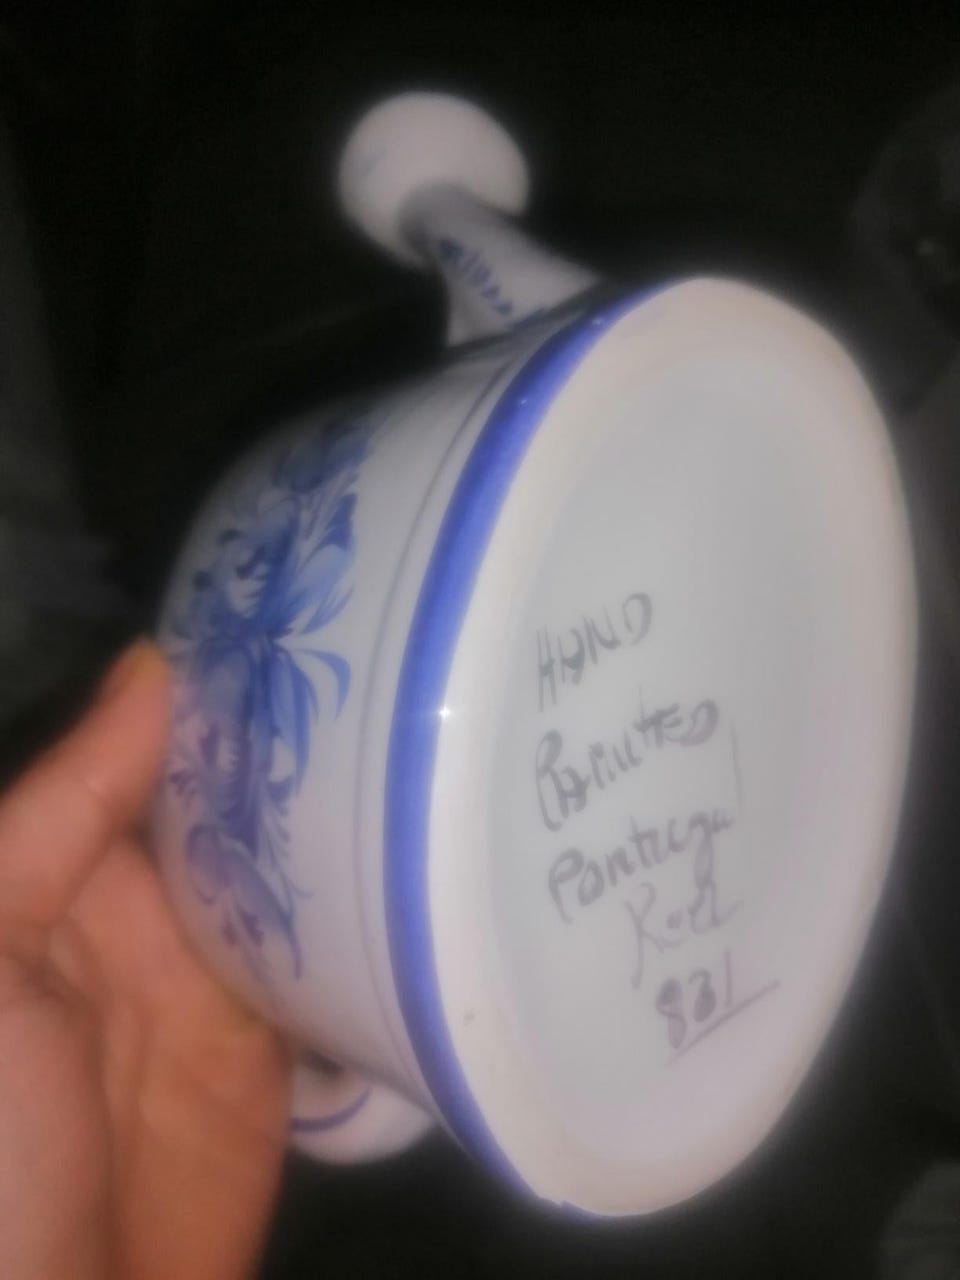 HAND
PAINTED
Portugal
831